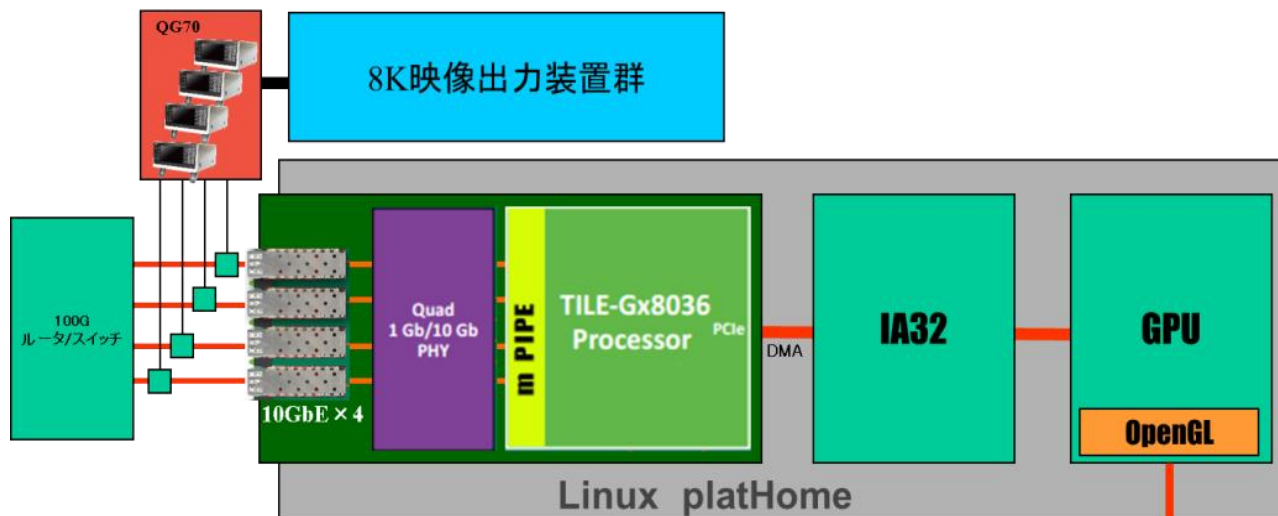 QG70
8K映像出力装置群
100G
ルータ/スイッチ
10GbE×4
Quad
1 Gb/10 Gb
PHY
m PIPE
TILE-Gx8036
Processor
PCIe
DMA
IA32
GPU
OpenGL
Linux platHome